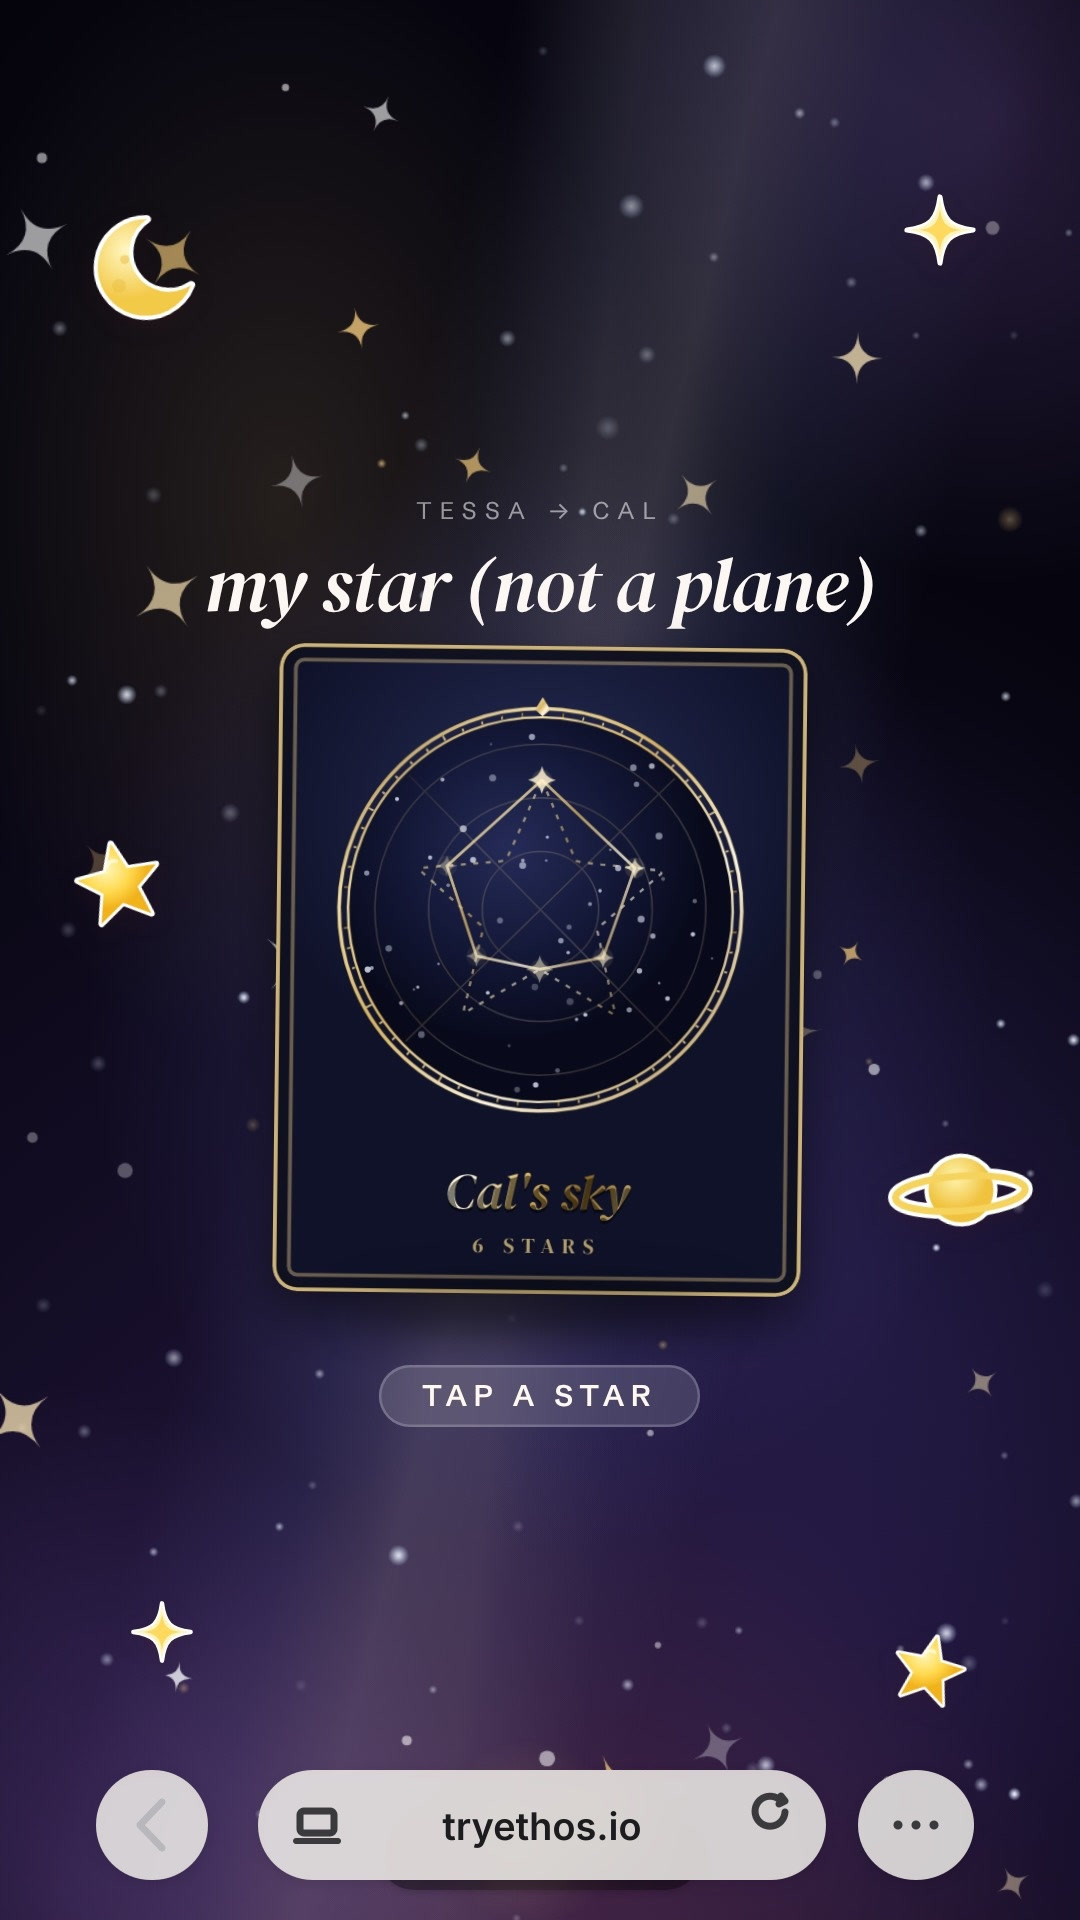 TESSA → CAL
my star (not a plane)
Cal's sky
6 STARS
TAP A STAR
tryethos.io